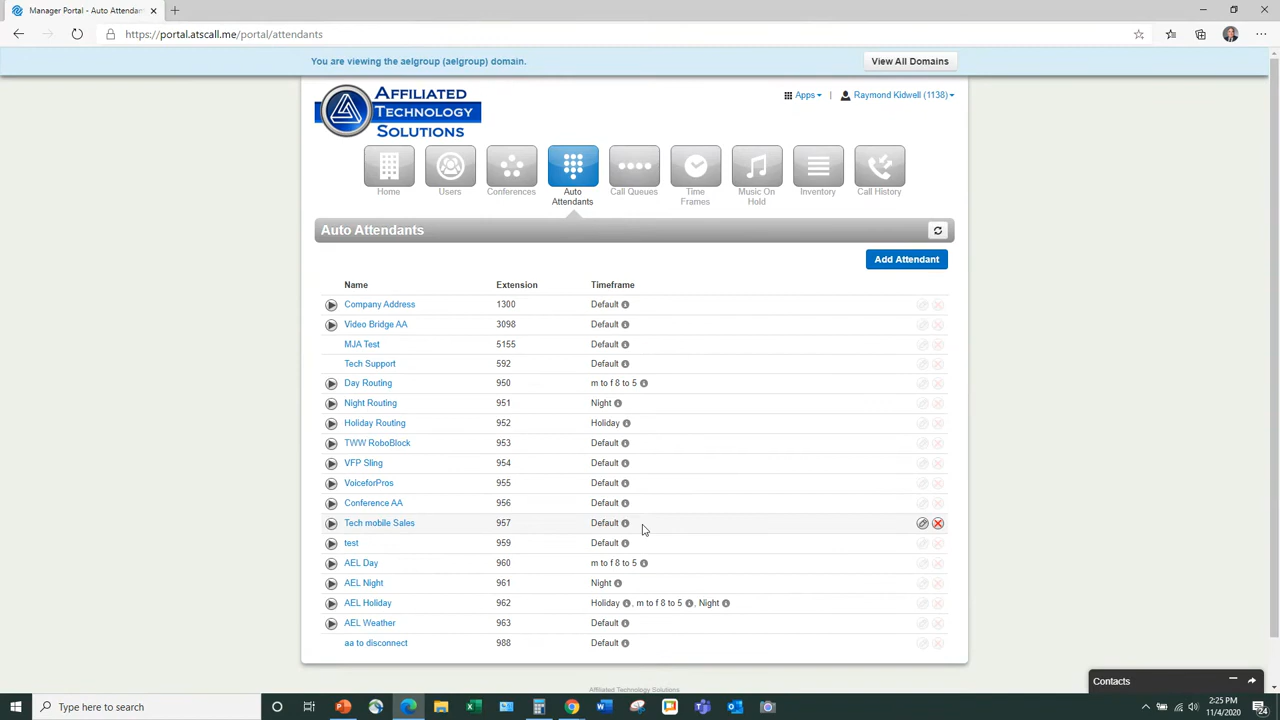 Manager Portal - Auto Attendan
https://portal.atscall.me/portal/attendants
You are viewing the aelgroup (aelgroup) domain.
View All Domains
AFFILIATED
TECHNOLOGY
SOLUTIONS
Apps
Raymond Kidwell (1138)
Home
Users
Conferences
Auto Attendants
Call Queues
Time Frames
Music On Hold
Inventory
Call History
Auto Attendants
Add Attendant
Name Extension Timeframe
Company Address 1300 Default
Video Bridge AA 3098 Default
MJA Test 5155 Default
Tech Support 592 Default
Day Routing 950 m to f 8 to 5
Night Routing 951 Night
Holiday Routing 952 Holiday
TWW RoboBlock 953 Default
VFP Sling 954 Default
VoiceforPros 955 Default
Conference AA 956 Default
Tech mobile Sales 957 Default
test 959 Default
AEL Day 960 m to f 8 to 5
AEL Night 961 Night
AEL Holiday 962 Holiday , m to f 8 to 5 , Night
AEL Weather 963 Default
aa to disconnect 988 Default
Affiliated Technology Solutions
Contacts
Type here to search
2:25 PM
11/4/2020
24